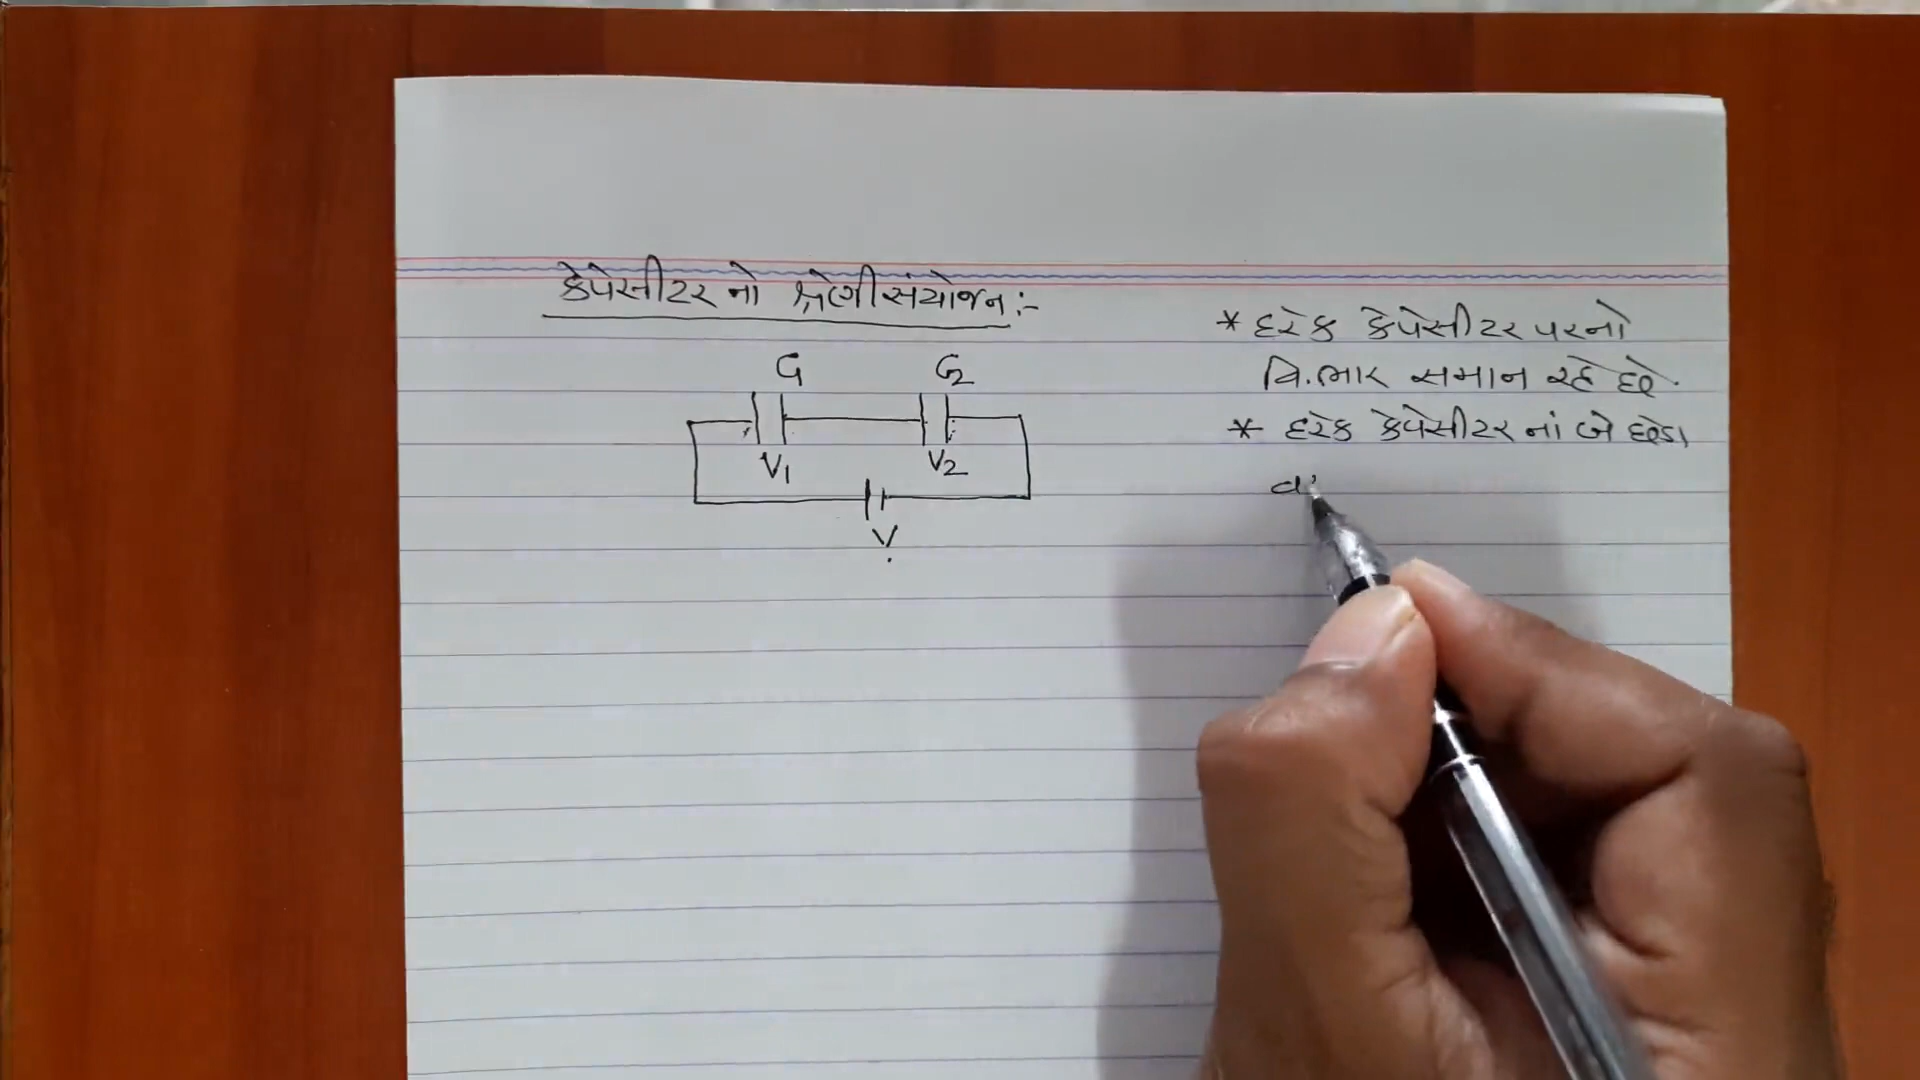 કેપેસીટર નો શ્રેણીસંયોજન :-
C1 C2
V1 V2
V
* દરેક કેપેસીટર પરનો
વિ.ભાર સમાન રહે છે.
* દરેક કેપેસીટર નાં બે છેડા